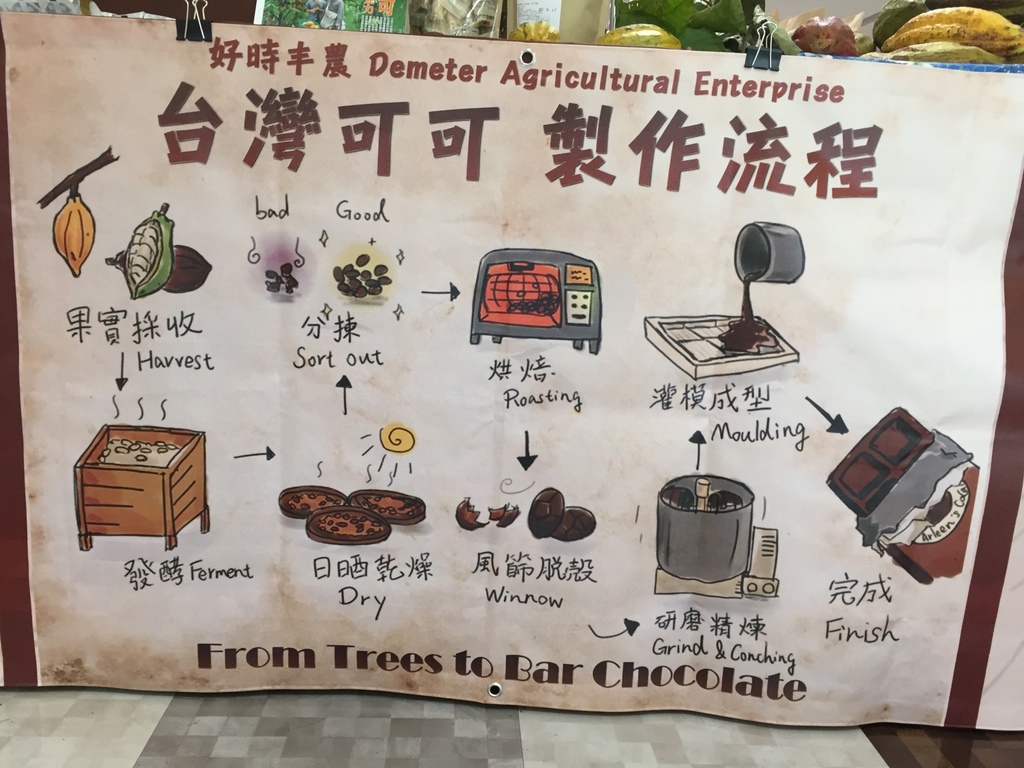 好時丰農 Demeter Agricultural Enterprise
台灣可可 製作流程
bad
Good
果實採收
Harvest
分揀
Sort out
烘焙
Roasting
灌模成型
Moulding
發酵 Ferment
日晒乾燥
Dry
風篩脫殼
Winnow
研磨精煉
Grind & Conching
Arleen's
完成
Finish
From Trees to Bar Chocolate